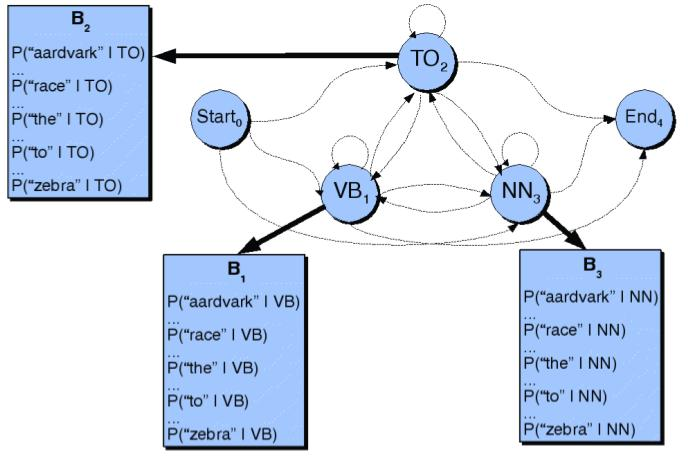 B2
P(“aardvark” | TO)
...
P(“race” | TO)
...
P(“the” | TO)
...
P(“to” | TO)
...
P(“zebra” | TO)
TO2
Start0
End4
VB1
NN3
B1
P(“aardvark” | VB)
...
P(“race” | VB)
...
P(“the” | VB)
...
P(“to” | VB)
...
P(“zebra” | VB)
B3
P(“aardvark” | NN)
...
P(“race” | NN)
...
P(“the” | NN)
...
P(“to” | NN)
...
P(“zebra” | NN)